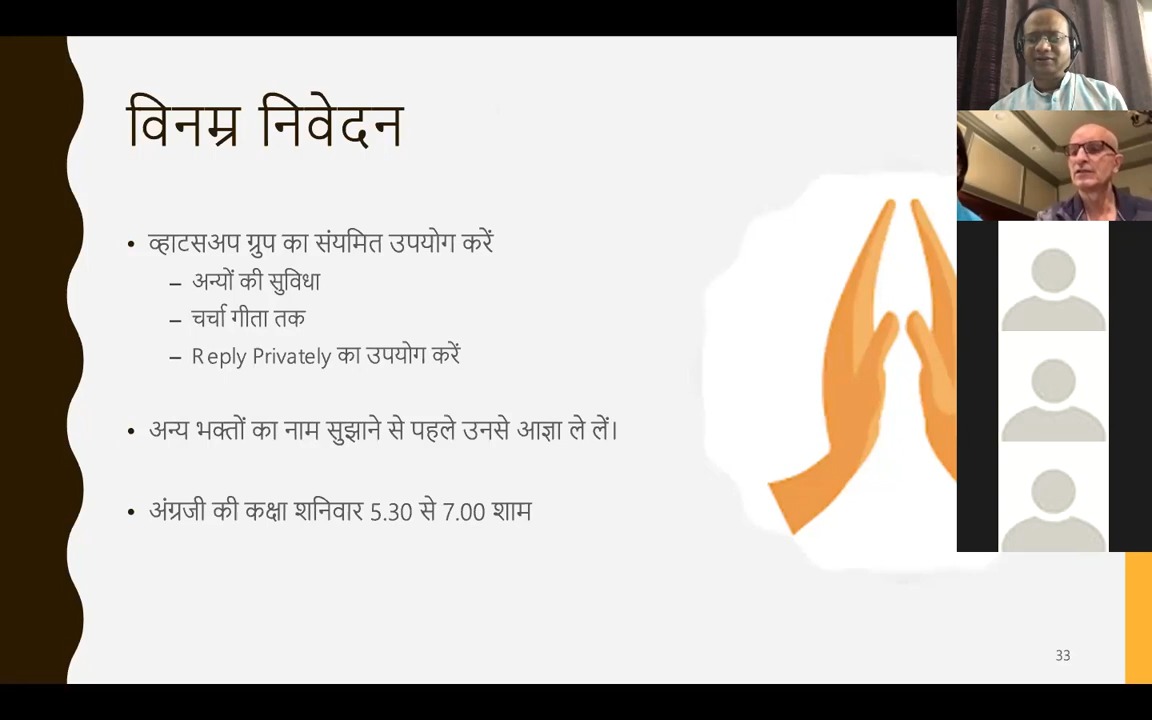 विनम्र निवेदन
• व्हाटसअप ग्रुप का संयमित उपयोग करें
– अन्यों की सुविधा
– चर्चा गीता तक
– Reply Privately का उपयोग करें
• अन्य भक्तों का नाम सुझाने से पहले उनसे आज्ञा ले लें।
• अंग्रजी की कक्षा शनिवार 5.30 से 7.00 शाम
33